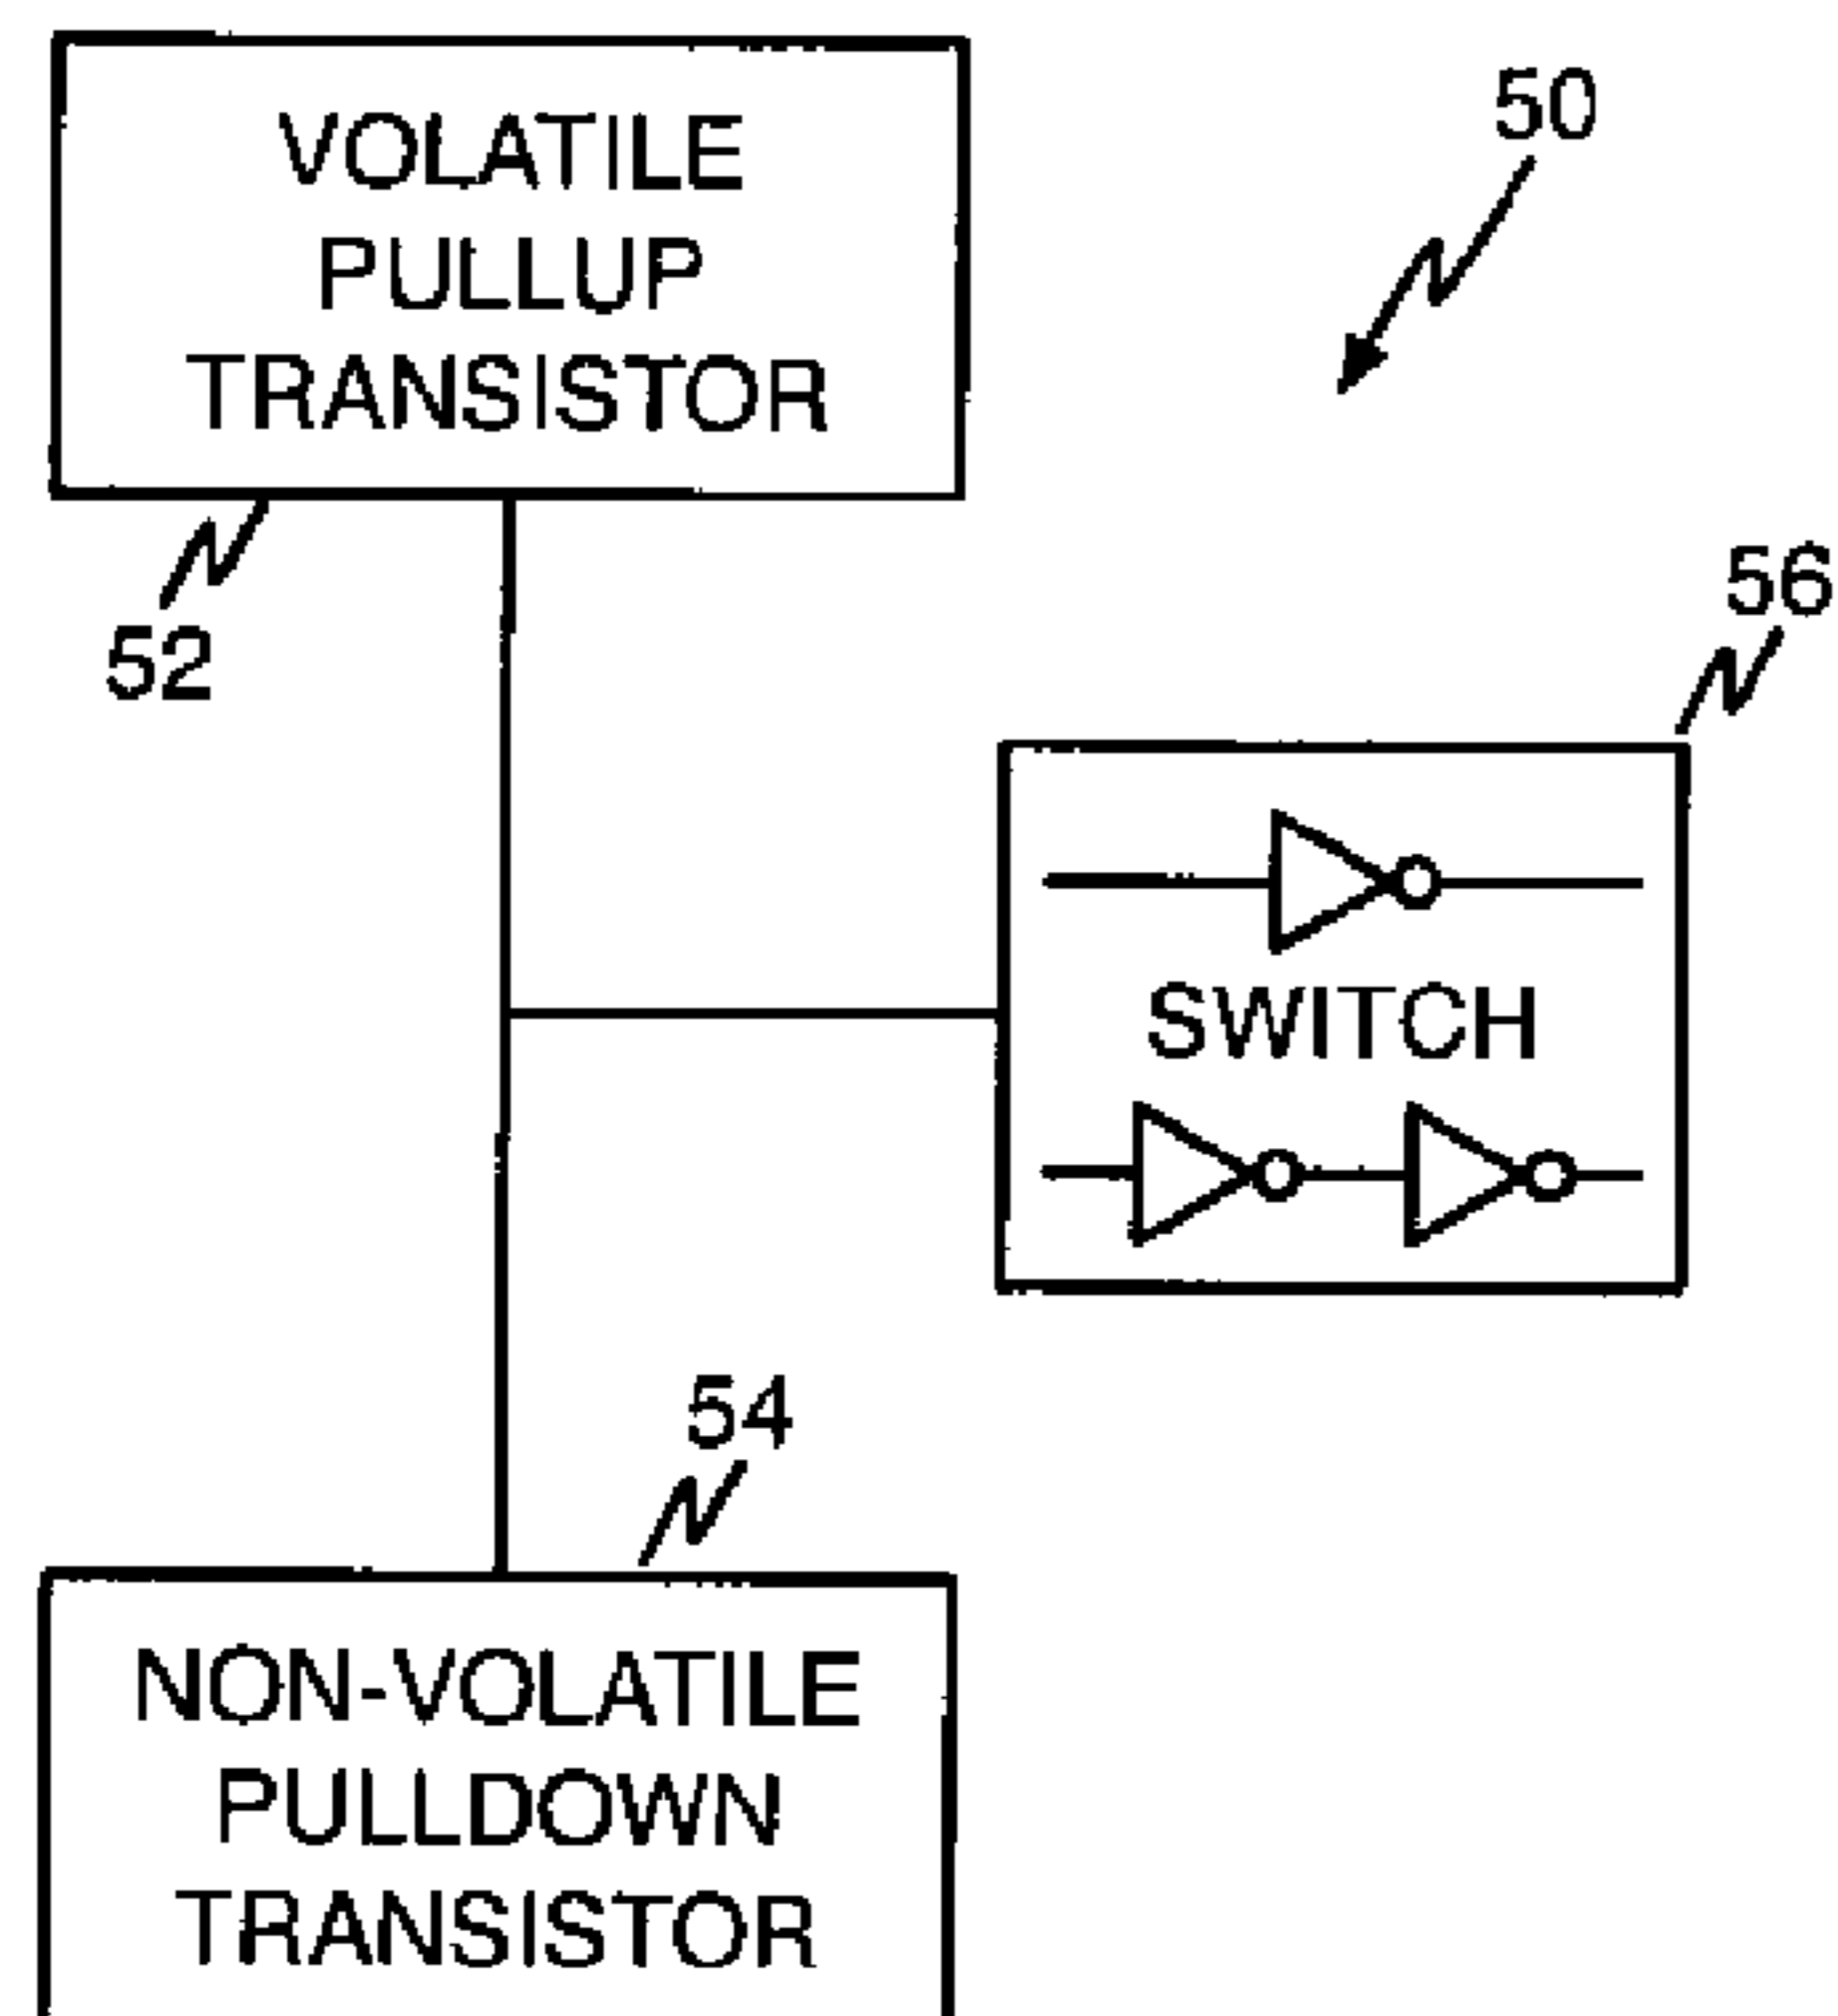 VOLATILE
PULLUP
TRANSISTOR
50
52
56
SWITCH
54
NON-VOLATILE
PULLDOWN
TRANSISTOR